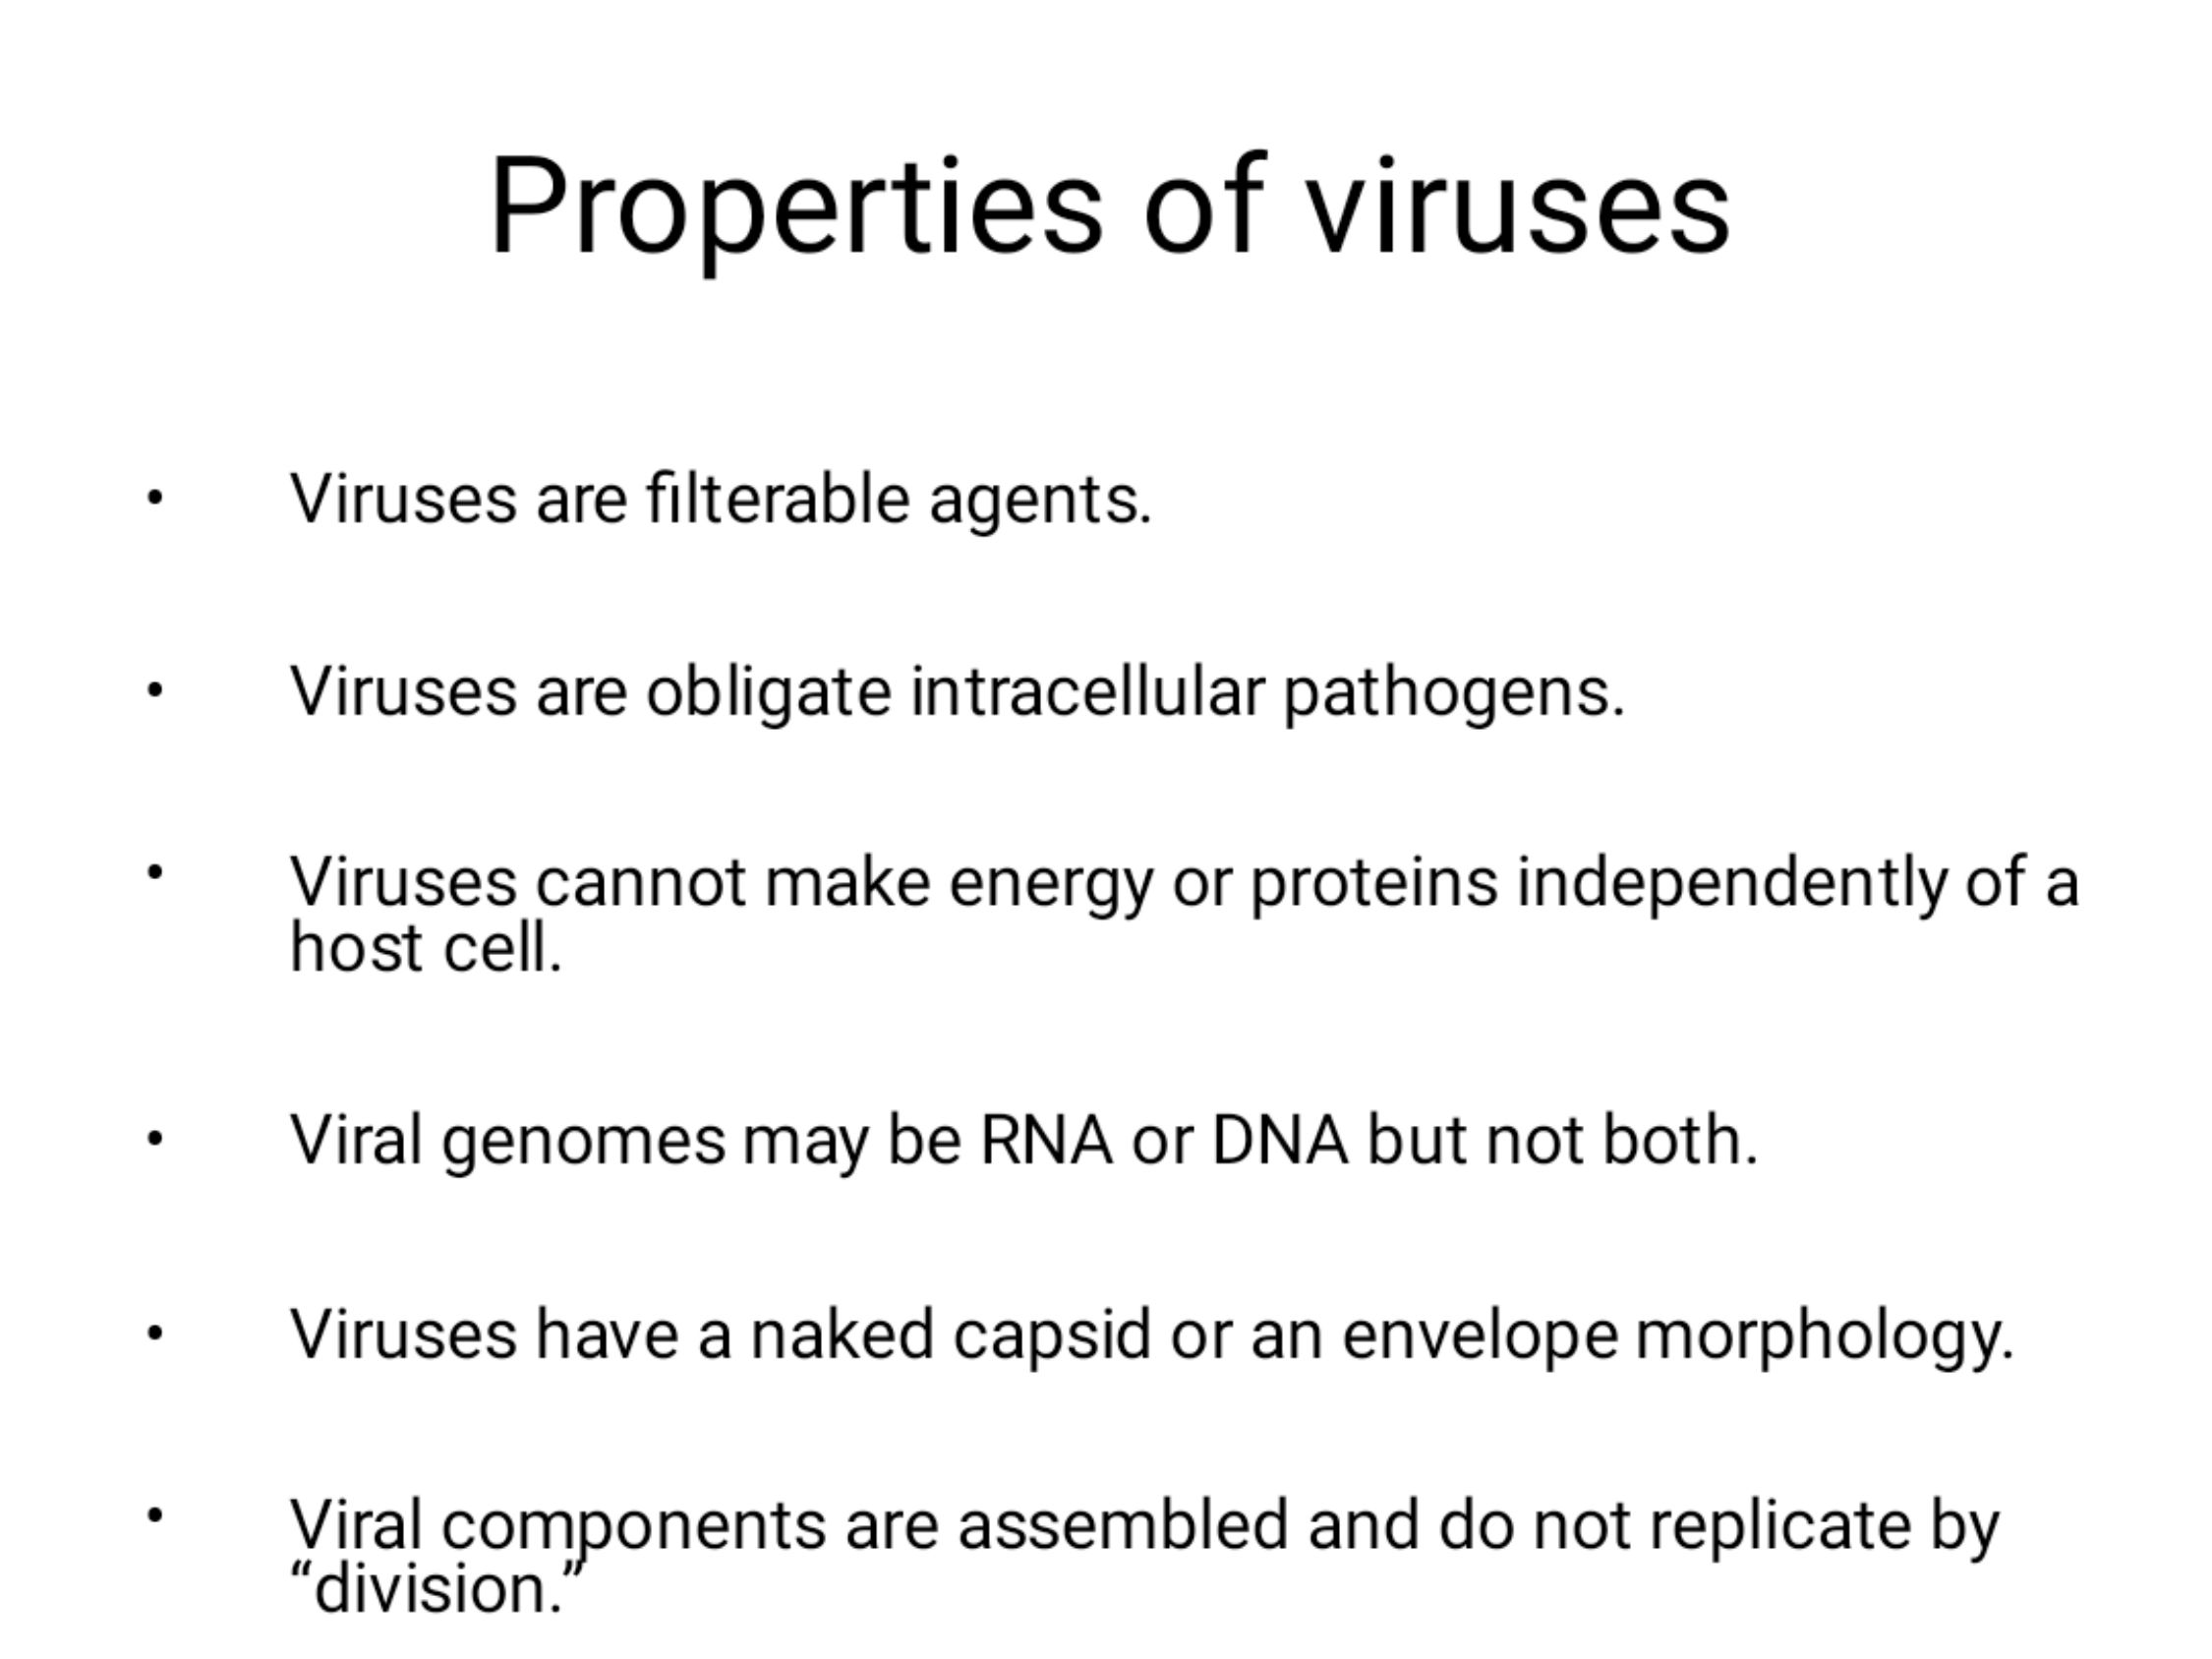 Properties of viruses
• Viruses are filterable agents.
• Viruses are obligate intracellular pathogens.
• Viruses cannot make energy or proteins independently of a
host cell.
• Viral genomes may be RNA or DNA but not both.
• Viruses have a naked capsid or an envelope morphology.
• Viral components are assembled and do not replicate by
“division.”